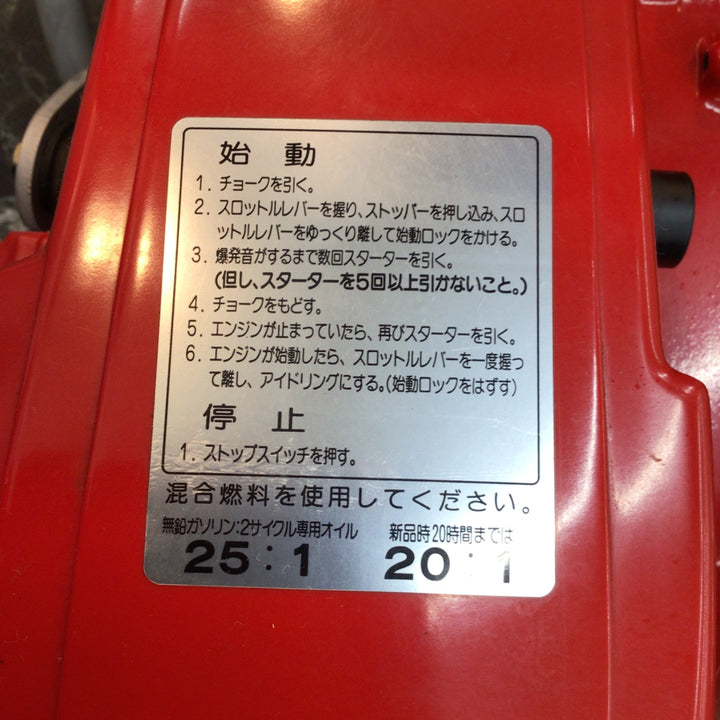 始動
1. チョークを引く。
2. スロットルレバーを握り、ストッパーを押し込み、スロ
ットルレバーをゆっくり離して始動ロックをかける。
3. 爆発音がするまで数回スターターを引く。
(但し、スターターを5回以上引かないこと。)
4. チョークをもどす。
5. エンジンが止まっていたら、再びスターターを引く。
6. エンジンが始動したら、スロットルレバーを一度握っ
て離し、アイドリングにする。(始動ロックをはずす)
停止
1. ストップスイッチを押す。
混合燃料を使用してください。
無鉛ガソリン:2サイクル専用オイル 新品時20時間までは
25:1 20:1